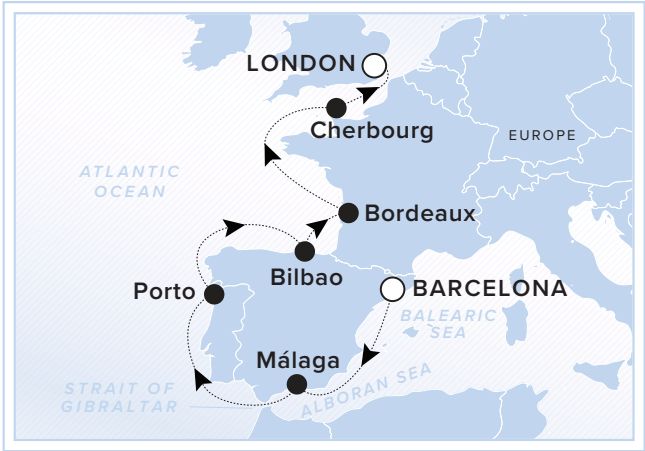 LONDON
Cherbourg
EUROPE
ATLANTIC
OCEAN
Bordeaux
Bilbao
Porto
BARCELONA
BALEARIC
SEA
Málaga
STRAIT OF
GIBRALTAR
ALBORAN SEA